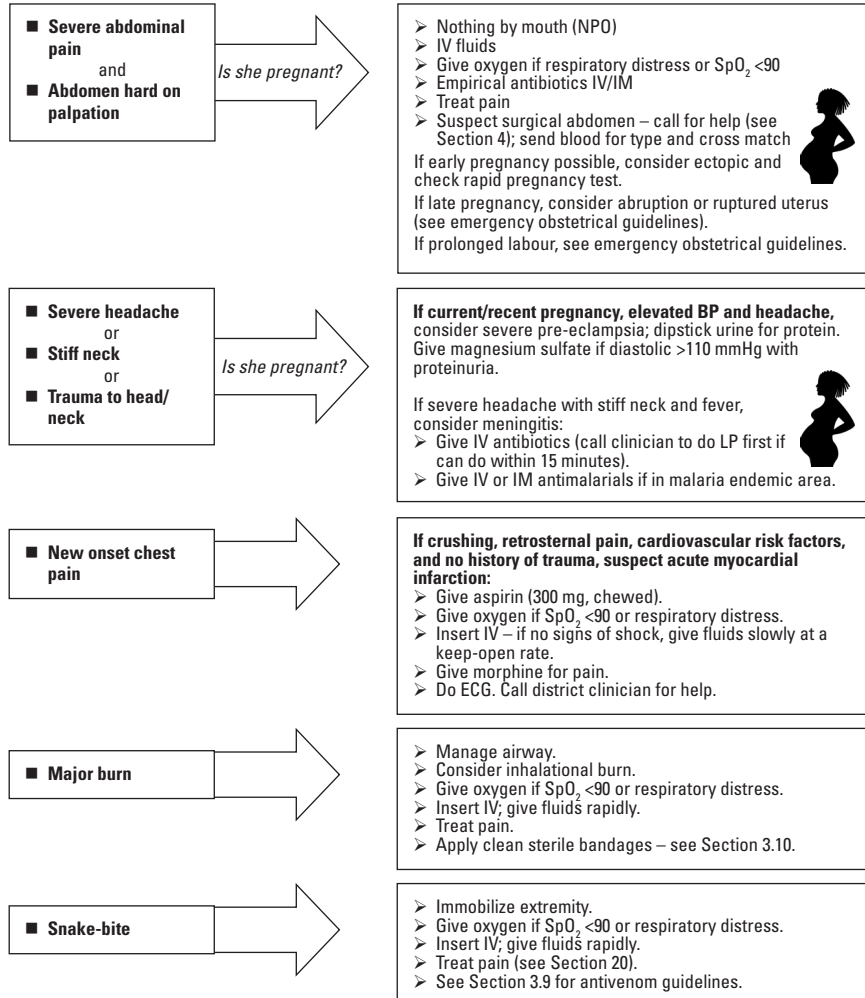 ■ Severe abdominal
pain
and
■ Abdomen hard on
palpation
Is she pregnant?
➢ Nothing by mouth (NPO)
➢ IV fluids
➢ Give oxygen if respiratory distress or SpO₂ <90
➢ Empirical antibiotics IV/IM
➢ Treat pain
➢ Suspect surgical abdomen – call for help (see
Section 4); send blood for type and cross match
If early pregnancy possible, consider ectopic and
check rapid pregnancy test.
If late pregnancy, consider abruption or ruptured uterus
(see emergency obstetrical guidelines).
If prolonged labour, see emergency obstetrical guidelines.
■ Severe headache
or
■ Stiff neck
or
■ Trauma to head/
neck
Is she pregnant?
If current/recent pregnancy, elevated BP and headache,
consider severe pre-eclampsia; dipstick urine for protein.
Give magnesium sulfate if diastolic >110 mmHg with
proteinuria.
If severe headache with stiff neck and fever,
consider meningitis:
➢ Give IV antibiotics (call clinician to do LP first if
can do within 15 minutes).
➢ Give IV or IM antimalarials if in malaria endemic area.
■ New onset chest
pain
If crushing, retrosternal pain, cardiovascular risk factors,
and no history of trauma, suspect acute myocardial
infarction:
➢ Give aspirin (300 mg, chewed).
➢ Give oxygen if SpO₂ <90 or respiratory distress.
➢ Insert IV – if no signs of shock, give fluids slowly at a
keep-open rate.
➢ Give morphine for pain.
➢ Do ECG. Call district clinician for help.
■ Major burn
➢ Manage airway.
➢ Consider inhalational burn.
➢ Give oxygen if SpO₂ <90 or respiratory distress.
➢ Insert IV; give fluids rapidly.
➢ Treat pain.
➢ Apply clean sterile bandages – see Section 3.10.
■ Snake-bite
➢ Immobilize extremity.
➢ Give oxygen if SpO₂ <90 or respiratory distress.
➢ Insert IV; give fluids rapidly.
➢ Treat pain (see Section 20).
➢ See Section 3.9 for antivenom guidelines.